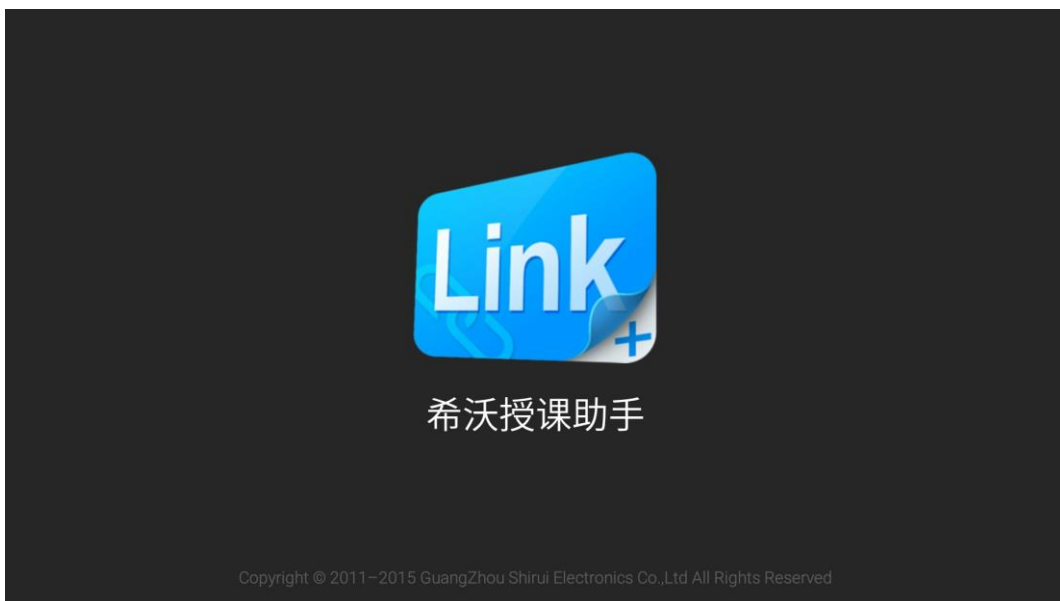 Link
+
希沃授课助手
Copyright © 2011-2015 GuangZhou Shirui Electronics Co.,Ltd All Rights Reserved